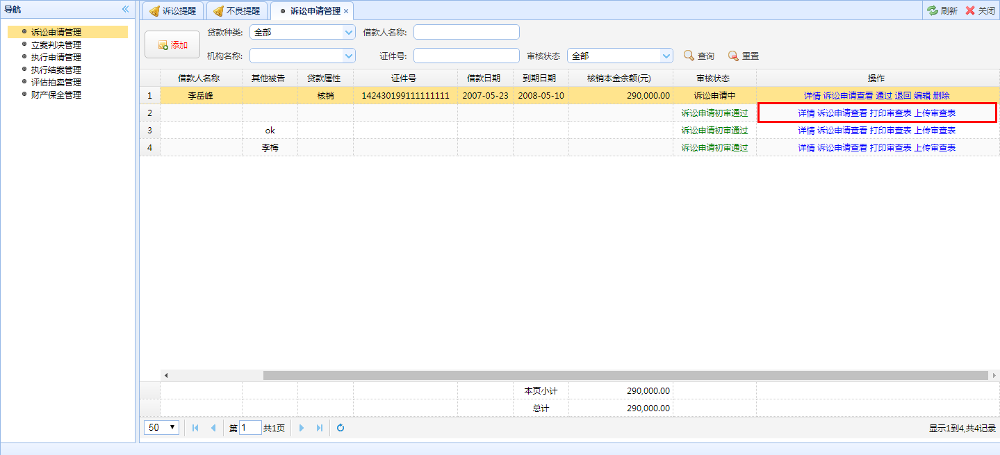 导航
诉讼申请管理
立案判决管理
执行申请管理
执行结案管理
评估拍卖管理
财产保全管理
诉讼提醒 不良提醒 诉讼申请管理 刷新 关闭
添加
贷款种类: 全部 借款人名称:
机构名称: 证件号: 审核状态 全部 查询 重置
借款人名称 其他被告 贷款属性 证件号 借款日期 到期日期 核销本金余额(元) 审核状态 操作
1 李岳峰 核销 142430199111111111 2007-05-23 2008-05-10 290,000.00 诉讼申请中 详情 诉讼申请查看 通过 退回 编辑 删除
2 诉讼申请初审通过 详情 诉讼申请查看 打印审查表 上传审查表
3 ok 诉讼申请初审通过 详情 诉讼申请查看 打印审查表 上传审查表
4 李梅 诉讼申请初审通过 详情 诉讼申请查看 打印审查表 上传审查表
本页小计 290,000.00
总计 290,000.00
50 第 1 共1页 显示1到4,共4记录